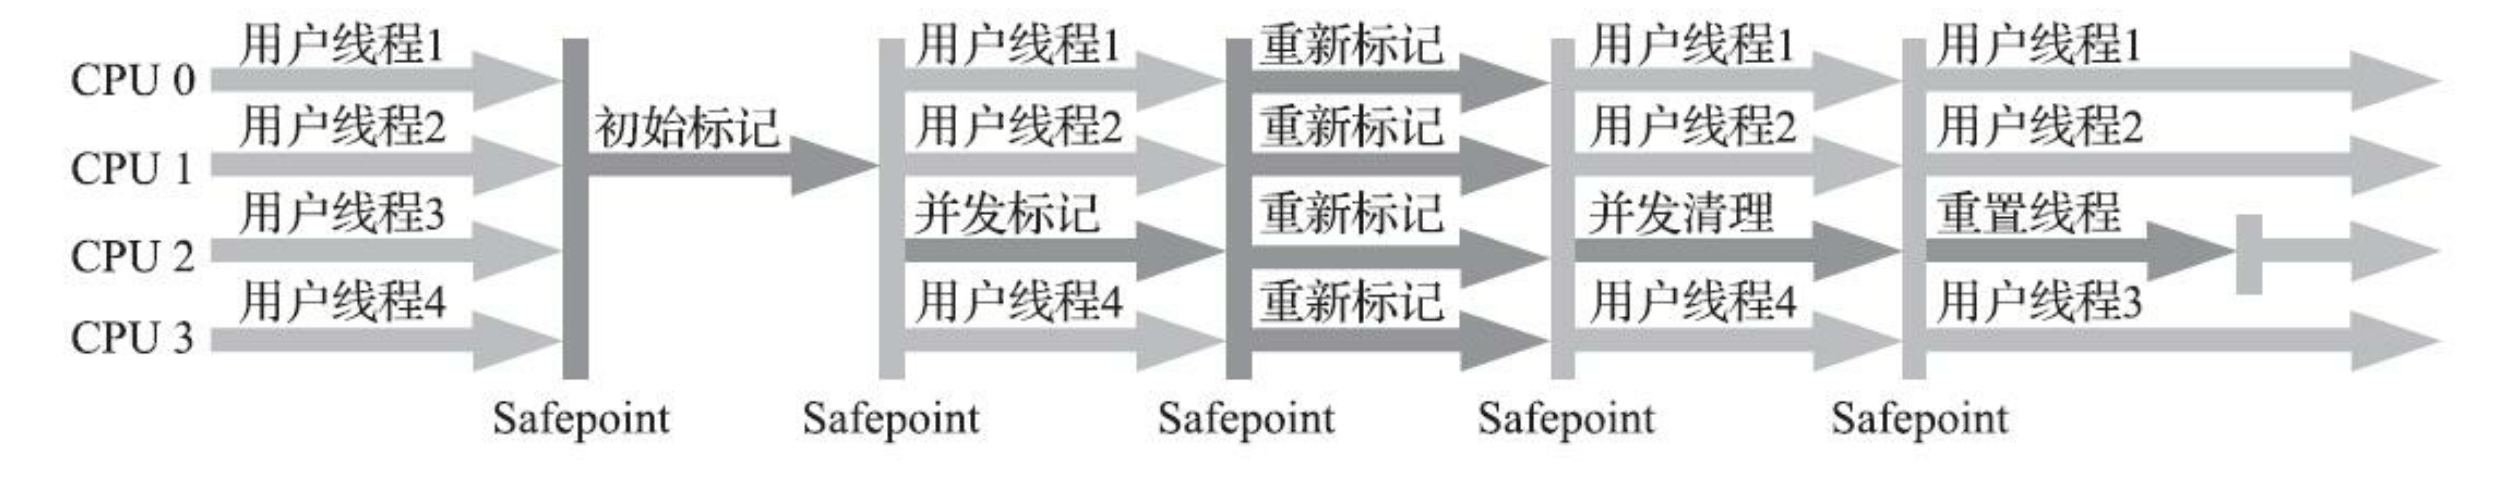 用户线程1 用户线程1 重新标记 用户线程1 用户线程1
CPU 0
用户线程2 初始标记 用户线程2 重新标记 用户线程2 用户线程2
CPU 1
用户线程3 并发标记 重新标记 并发清理 重置线程
CPU 2
用户线程4 用户线程4 重新标记 用户线程4 用户线程3
CPU 3
Safepoint Safepoint Safepoint Safepoint Safepoint